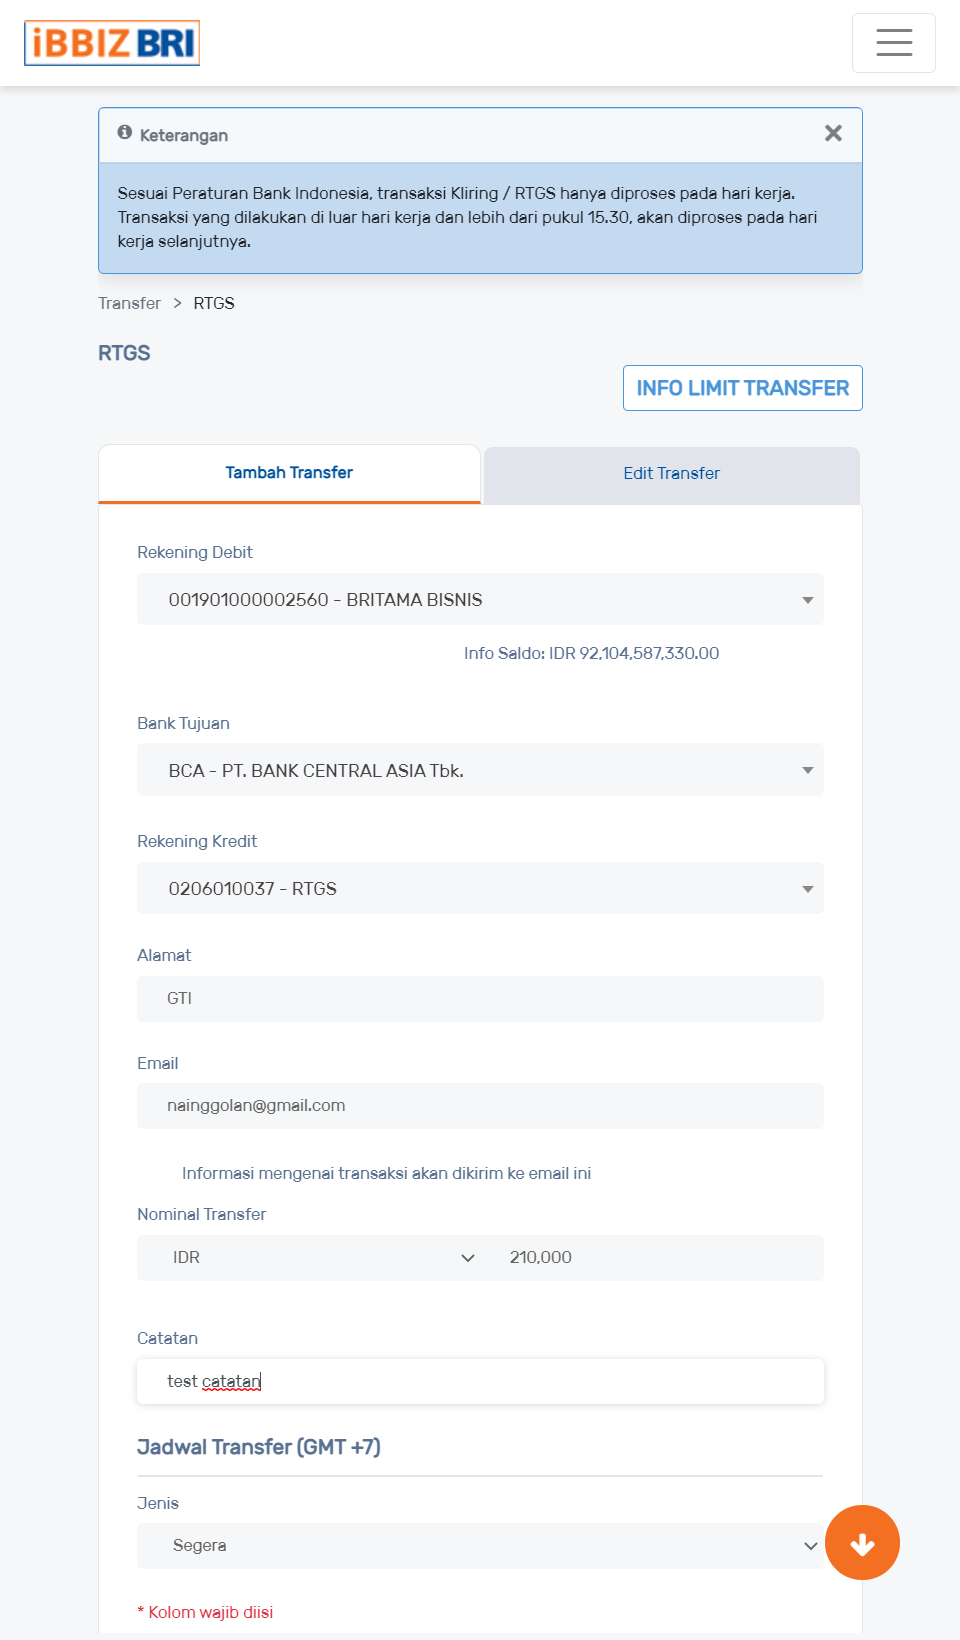 iBBIZ BRI
Keterangan
Sesuai Peraturan Bank Indonesia, transaksi Kliring / RTGS hanya diproses pada hari kerja.
Transaksi yang dilakukan di luar hari kerja dan lebih dari pukul 15.30, akan diproses pada hari
kerja selanjutnya.
Transfer > RTGS
RTGS
INFO LIMIT TRANSFER
Tambah Transfer
Edit Transfer
Rekening Debit
001901000002560 - BRITAMA BISNIS
Info Saldo: IDR 92,104,587,330.00
Bank Tujuan
BCA - PT. BANK CENTRAL ASIA Tbk.
Rekening Kredit
0206010037 - RTGS
Alamat
GTI
Email
nainggolan@gmail.com
Informasi mengenai transaksi akan dikirim ke email ini
Nominal Transfer
IDR 210,000
Catatan
test catatan
Jadwal Transfer (GMT +7)
Jenis
Segera
* Kolom wajib diisi